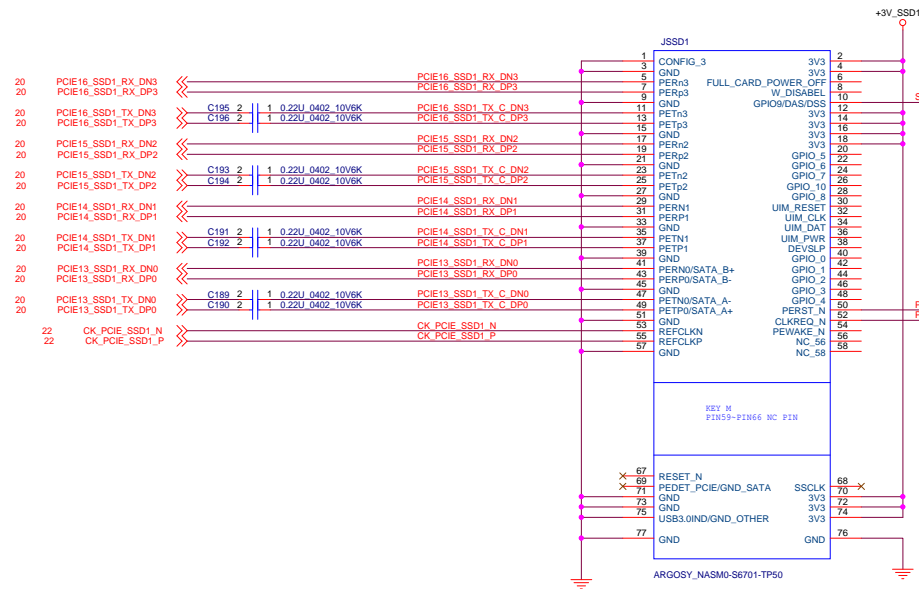 +3V_SSD1
JSSD1
1 CONFIG_3 3V3 2
3 GND 3V3 4
20 PCIE16_SSD1_RX_DN3 PCIE16_SSD1_RX_DN3 5 PERn3 FULL_CARD_POWER_OFF 6
20 PCIE16_SSD1_RX_DP3 PCIE16_SSD1_RX_DP3 7 PERp3 W_DISABEL 8
9 GND GPIO9/DAS/DSS 10
20 PCIE16_SSD1_TX_DN3 C195 2 1 0.22U_0402_10V6K PCIE16_SSD1_TX_C_DN3 11 PETn3 3V3 12
20 PCIE16_SSD1_TX_DP3 C196 2 1 0.22U_0402_10V6K PCIE16_SSD1_TX_C_DP3 13 PETp3 3V3 14
15 GND 3V3 16
20 PCIE15_SSD1_RX_DN2 PCIE15_SSD1_RX_DN2 17 PERn2 3V3 18
20 PCIE15_SSD1_RX_DP2 PCIE15_SSD1_RX_DP2 19 PERp2 GPIO_5 20
21 GND GPIO_6 22
20 PCIE15_SSD1_TX_DN2 C193 2 1 0.22U_0402_10V6K PCIE15_SSD1_TX_C_DN2 23 PETn2 GPIO_7 24
20 PCIE15_SSD1_TX_DP2 C194 2 1 0.22U_0402_10V6K PCIE15_SSD1_TX_C_DP2 25 PETp2 GPIO_10 26
27 GND GPIO_8 28
20 PCIE14_SSD1_RX_DN1 PCIE14_SSD1_RX_DN1 29 PERN1 UIM_RESET 30
20 PCIE14_SSD1_RX_DP1 PCIE14_SSD1_RX_DP1 31 PERP1 UIM_CLK 32
33 GND UIM_DAT 34
20 PCIE14_SSD1_TX_DN1 C191 2 1 0.22U_0402_10V6K PCIE14_SSD1_TX_C_DN1 35 PETN1 UIM_PWR 36
20 PCIE14_SSD1_TX_DP1 C192 2 1 0.22U_0402_10V6K PCIE14_SSD1_TX_C_DP1 37 PETP1 DEVSLP 38
39 GND GPIO_0 40
20 PCIE13_SSD1_RX_DN0 PCIE13_SSD1_RX_DN0 41 PERN0/SATA_B+ GPIO_1 42
20 PCIE13_SSD1_RX_DP0 PCIE13_SSD1_RX_DP0 43 PERP0/SATA_B- GPIO_2 44
45 GND GPIO_3 46
20 PCIE13_SSD1_TX_DN0 C189 2 1 0.22U_0402_10V6K PCIE13_SSD1_TX_C_DN0 47 PETN0/SATA_A- GPIO_4 48
20 PCIE13_SSD1_TX_DP0 C190 2 1 0.22U_0402_10V6K PCIE13_SSD1_TX_C_DP0 49 PETP0/SATA_A+ PERST_N 50
51 GND CLKREQ_N 52
22 CK_PCIE_SSD1_N CK_PCIE_SSD1_N 53 REFCLKN PEWAKE_N 54
22 CK_PCIE_SSD1_P CK_PCIE_SSD1_P 55 REFCLKP NC_56 56
57 GND NC_58 58
KEY M
PIN59-PIN66 NC PIN
67 RESET_N
69 PEDET_PCIE/GND_SATA SSCLK 68
71 GND 3V3 70
73 GND 3V3 72
75 USB3.0IND/GND_OTHER 3V3 74
77 GND GND 76
ARGOSY_NASM0-S6701-TP50